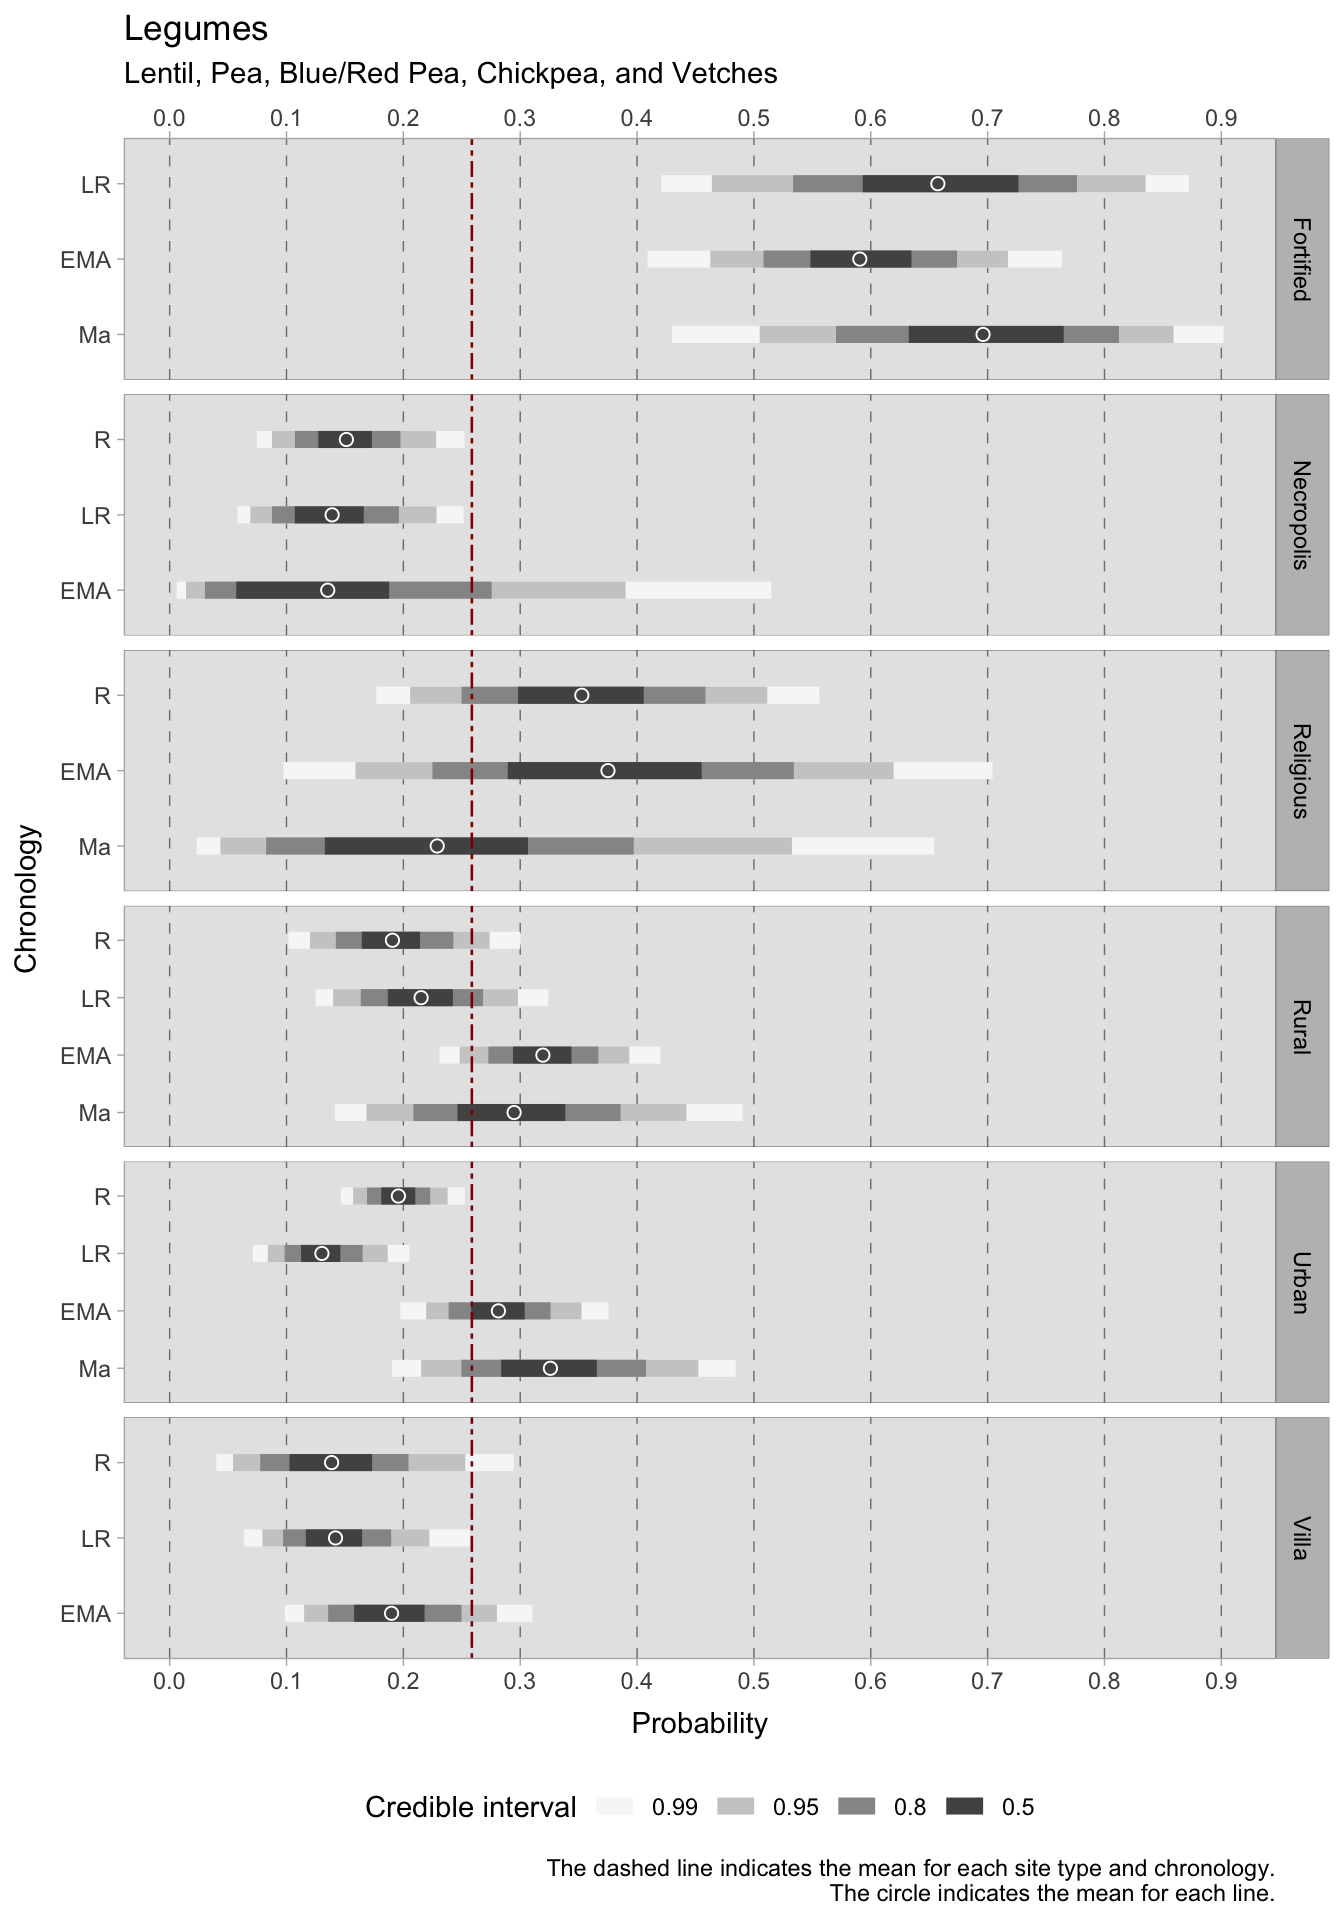 Legumes
Lentil, Pea, Blue/Red Pea, Chickpea, and Vetches
0.0 0.1 0.2 0.3 0.4 0.5 0.6 0.7 0.8 0.9
Chronology
LR
EMA
Ma
Fortified
R
LR
EMA
Necropolis
R
EMA
Ma
Religious
R
LR
EMA
Ma
Rural
R
LR
EMA
Ma
Urban
R
LR
EMA
Villa
0.0 0.1 0.2 0.3 0.4 0.5 0.6 0.7 0.8 0.9
Probability
Credible interval 0.99 0.95 0.8 0.5
The dashed line indicates the mean for each site type and chronology.
The circle indicates the mean for each line.